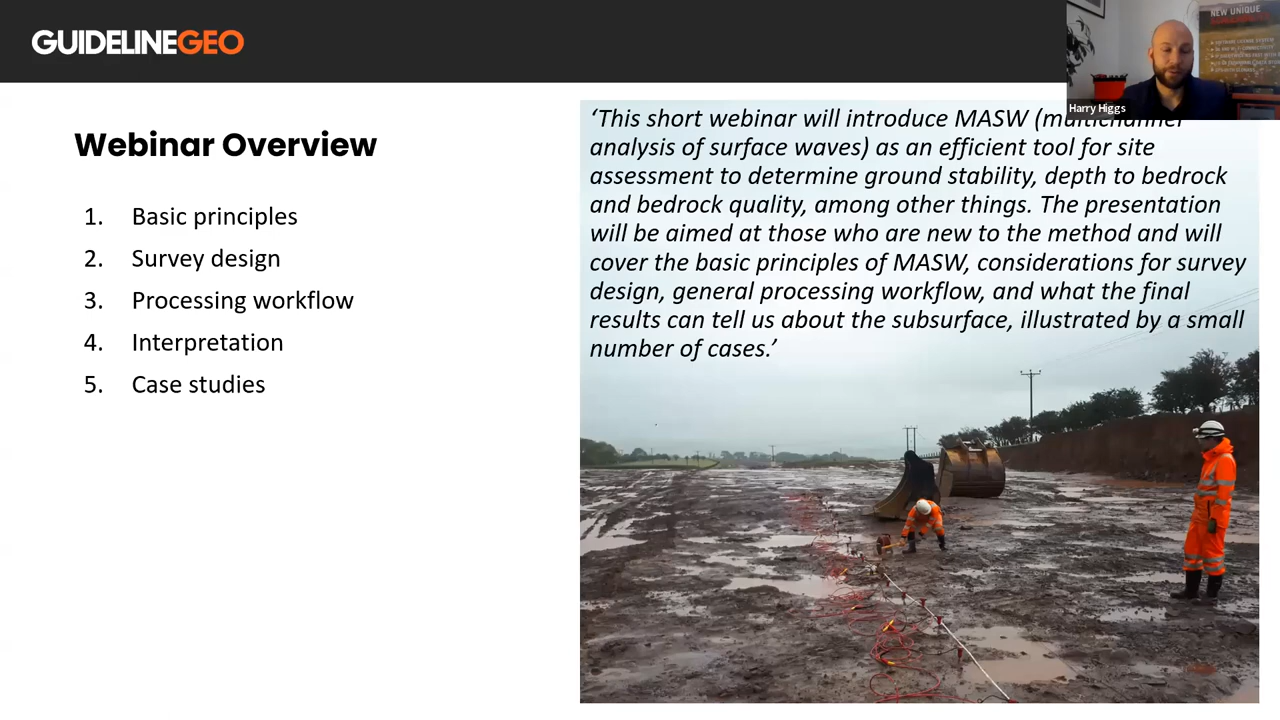 GUIDELINEGEO
NEW UNIQUE
Harry Higgs
Webinar Overview
1. Basic principles
2. Survey design
3. Processing workflow
4. Interpretation
5. Case studies
‘This short webinar will introduce MASW (multichannel
analysis of surface waves) as an efficient tool for site
assessment to determine ground stability, depth to bedrock
and bedrock quality, among other things. The presentation
will be aimed at those who are new to the method and will
cover the basic principles of MASW, considerations for survey
design, general processing workflow, and what the final
results can tell us about the subsurface, illustrated by a small
number of cases.’